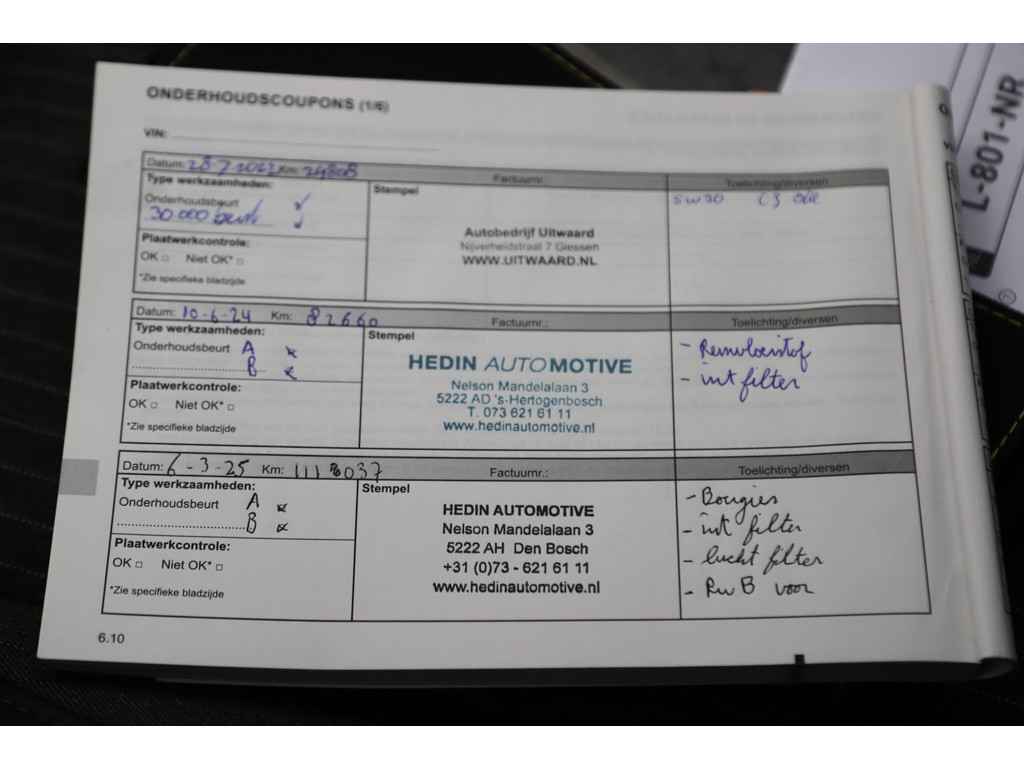 ONDERHOUDSCOUPONS (1/6)
VIN:
Datum: 28-7-2022 Km: 29808 Factuurnr. Toelichting/diversen
Type werkzaamheden:
Onderhoudsbeurt
30.000 beurt
Plaatwerkcontrole:
OK □ Niet OK* □
*Zie specifieke bladzijde
Stempel
Autobedrijf Uitwaard
Nijverheidstraat 7 Giessen
WWW.UITWAARD.NL
5W30 C3 olie
Datum: 10-6-24 Km: 82660 Factuurnr.: Toelichting/diversen
Type werkzaamheden:
Onderhoudsbeurt A x
B x
Plaatwerkcontrole:
OK □ Niet OK* □
*Zie specifieke bladzijde
Stempel
HEDIN AUTOMOTIVE
Nelson Mandelalaan 3
5222 AD 's-Hertogenbosch
T. 073 621 61 11
www.hedinautomotive.nl
- Remvloeistof
- int filter
Datum: 6-3-25 Km: 111 037 Factuurnr.: Toelichting/diversen
Type werkzaamheden:
Onderhoudsbeurt A x
B x
Plaatwerkcontrole:
OK □ Niet OK* □
*Zie specifieke bladzijde
Stempel
HEDIN AUTOMOTIVE
Nelson Mandelalaan 3
5222 AH Den Bosch
+31 (0)73 - 621 61 11
www.hedinautomotive.nl
- Bougies
- int filter
- lucht filter
- RuB voor
6.10
L-801-NR